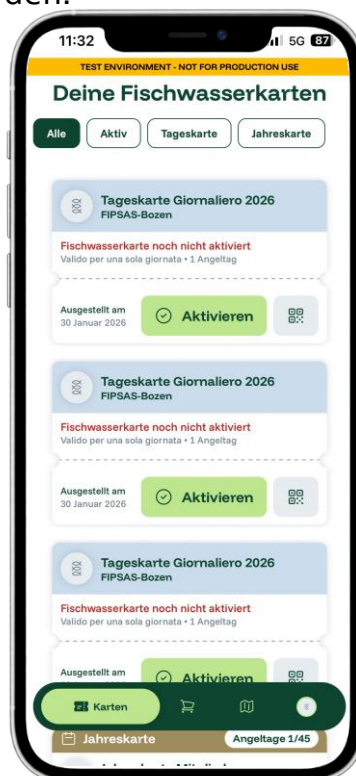 den.
11:32
5G 87
TEST ENVIRONMENT - NOT FOR PRODUCTION USE
Deine Fischwasserkarten
Alle Aktiv Tageskarte Jahreskarte
Tageskarte Giornaliero 2026
FIPSAS-Bozen
Fischwasserkarte noch nicht aktiviert
Valido per una sola giornata • 1 Angeltag
Ausgestellt am
30 Januar 2026
Aktivieren
Tageskarte Giornaliero 2026
FIPSAS-Bozen
Fischwasserkarte noch nicht aktiviert
Valido per una sola giornata • 1 Angeltag
Ausgestellt am
30 Januar 2026
Aktivieren
Tageskarte Giornaliero 2026
FIPSAS-Bozen
Fischwasserkarte noch nicht aktiviert
Valido per una sola giornata • 1 Angeltag
Ausgestellt am
Aktivieren
Karten
Jahreskarte Angeltage 1/45